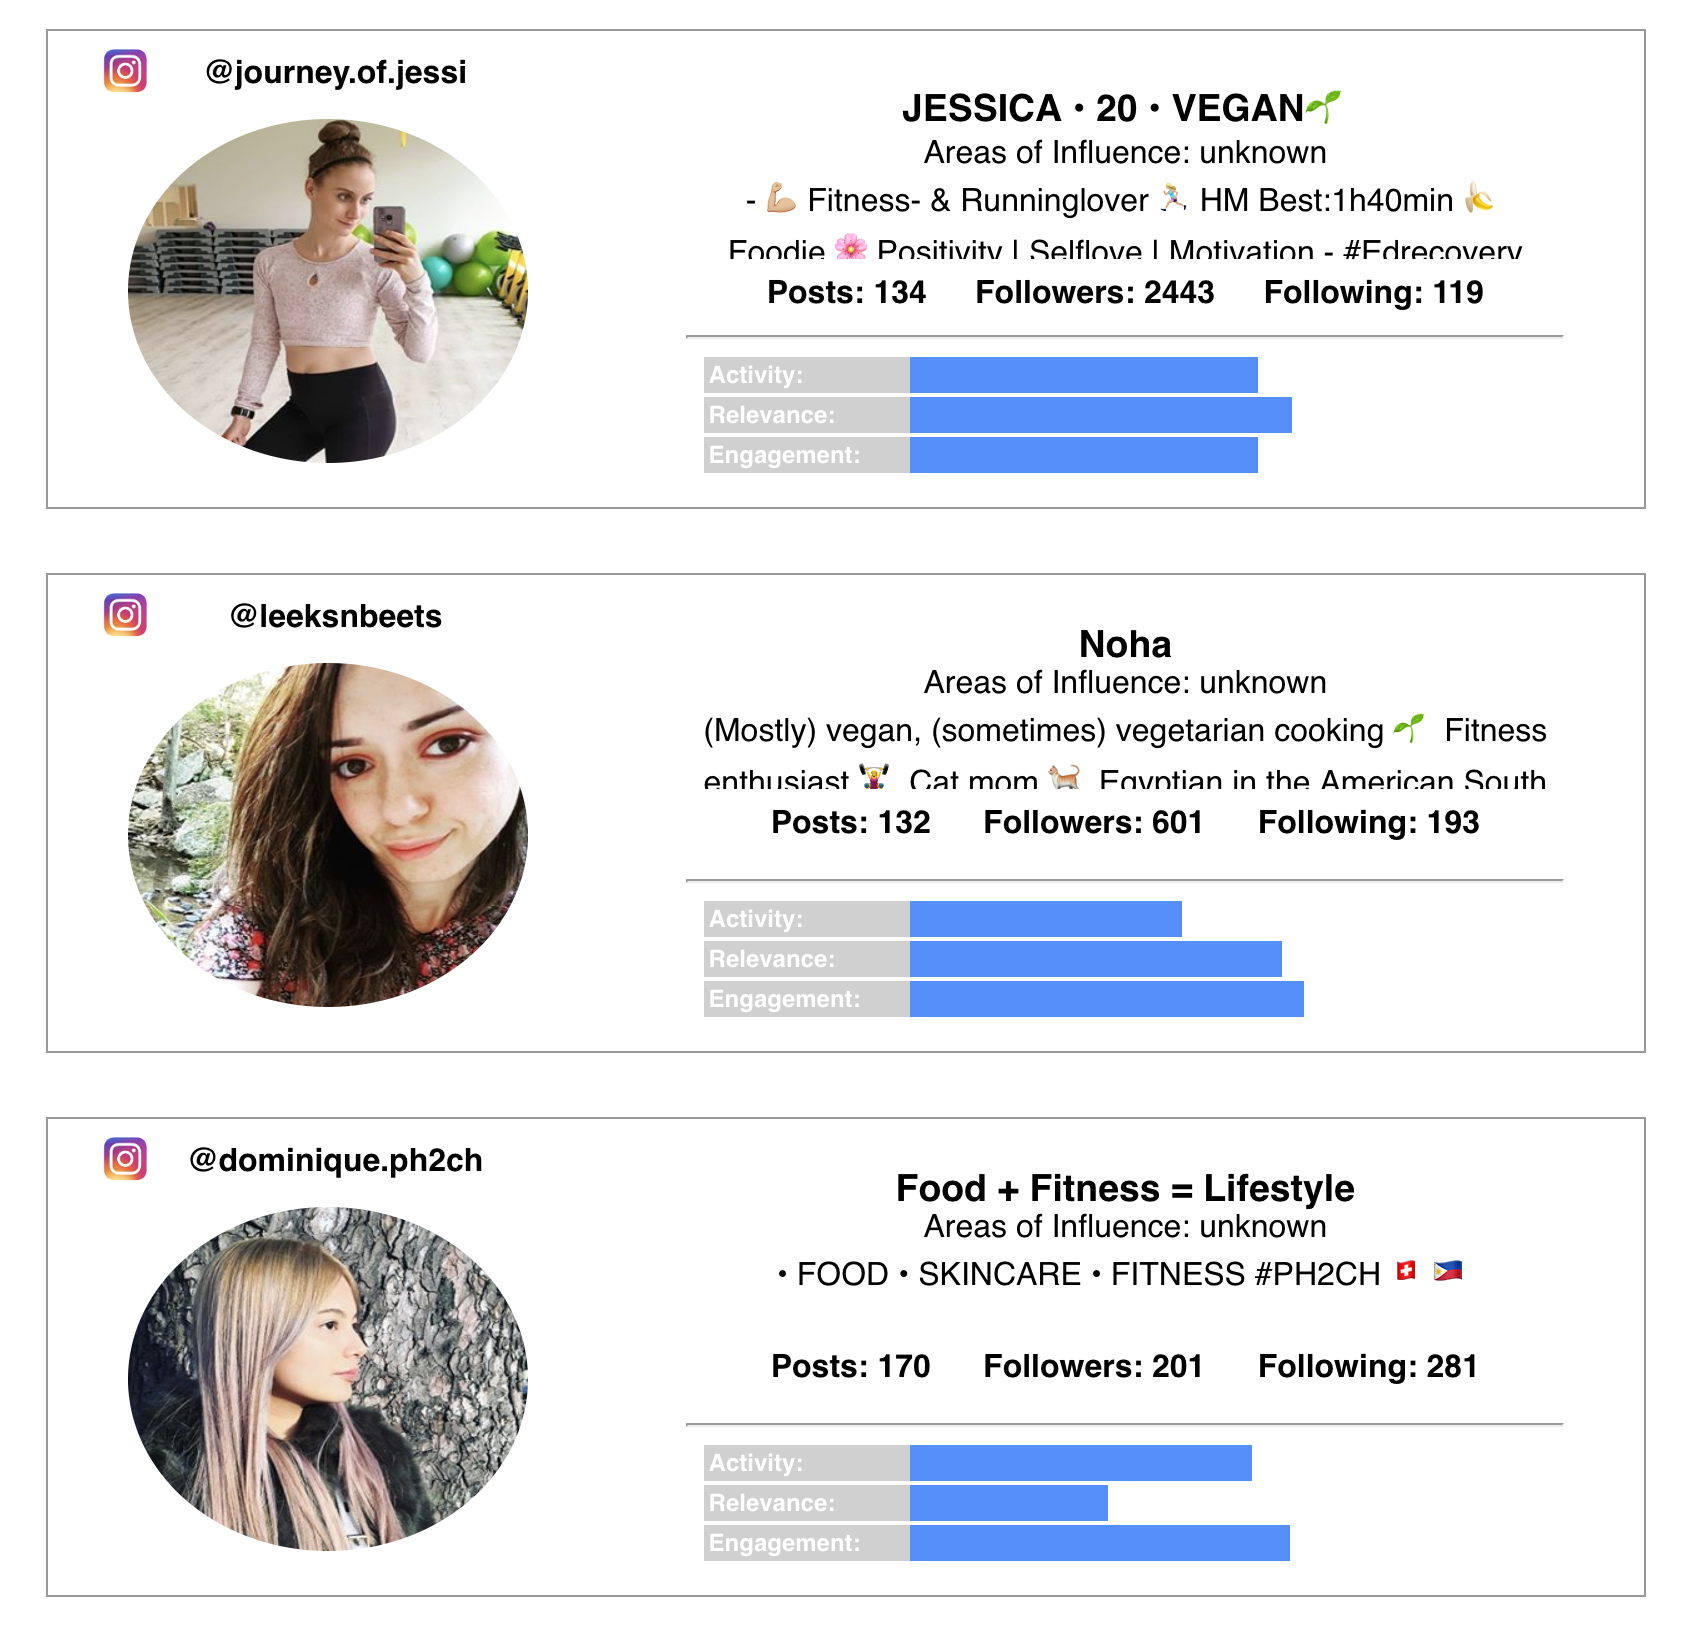 @journey.of.jessi
JESSICA • 20 • VEGAN🌱
Areas of Influence: unknown
- 💪🏼 Fitness- & Runninglover 🏃🏼‍♀️ HM Best:1h40min 🍌
Foodie 🌸 Positivity | Selflove | Motivation - #Edrecovery
Posts: 134 Followers: 2443 Following: 119
Activity:
Relevance:
Engagement:
@leeksnbeets
Noha
Areas of Influence: unknown
(Mostly) vegan, (sometimes) vegetarian cooking 🌱 Fitness
enthusiast 🏋️‍♀️ Cat mom 🐈 Egyptian in the American South
Posts: 132 Followers: 601 Following: 193
Activity:
Relevance:
Engagement:
@dominique.ph2ch
Food + Fitness = Lifestyle
Areas of Influence: unknown
• FOOD • SKINCARE • FITNESS #PH2CH 🇨🇭 🇵🇭
Posts: 170 Followers: 201 Following: 281
Activity:
Relevance:
Engagement: